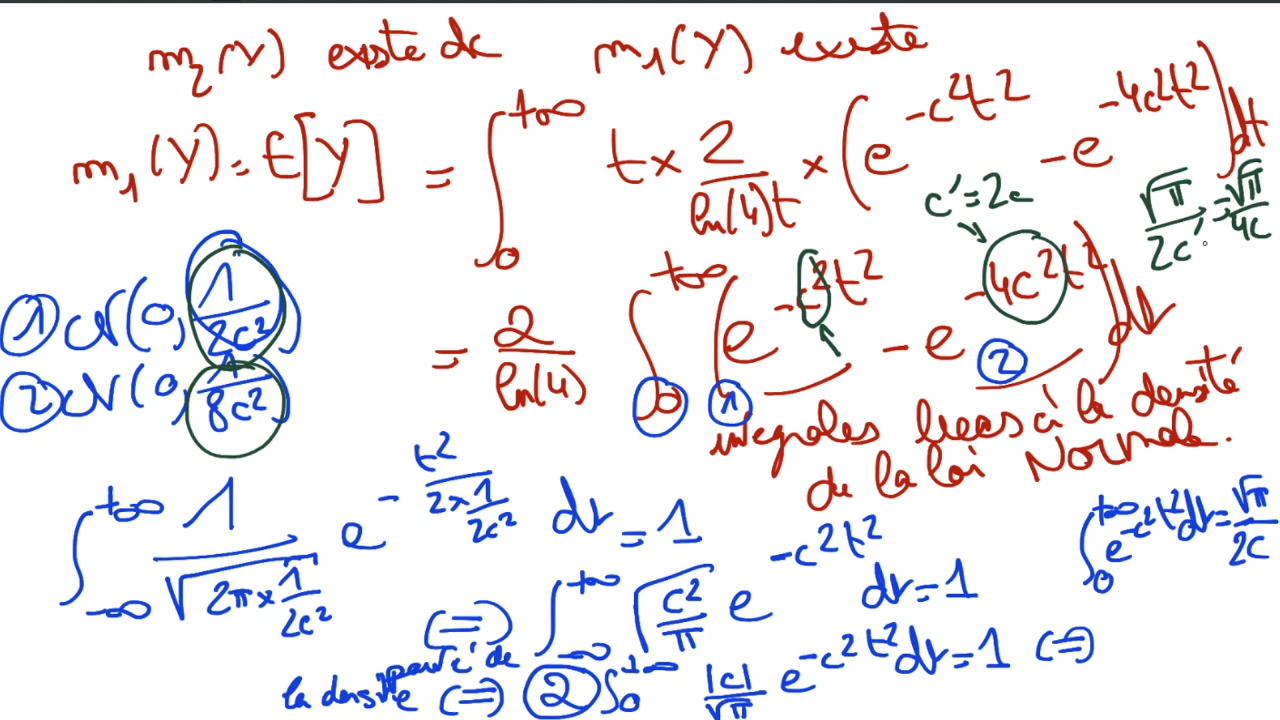 m₂(Y) existe dc m₁(Y) existe
m₁(Y) = E[Y] = ∫₀^{+∞} t × 2/(ln(4)t) × (e^{-c²t²} - e^{-4c²t²}) dt
c' = 2c
√π/(2c') = √π/(4c)
① N(0, 1/(2c²))
② N(0, 1/(8c²))
= 2/ln(4) ∫₀^{+∞} (e^{-c²t²} - e^{-4c²t²}) dt
① ②
intégrales liées à la densité
de la loi Normale.
∫_{-∞}^{+∞} 1/√(2π × 1/(2c²)) e^{-t²/(2 × 1/(2c²))} dt = 1
∫₀^{+∞} e^{-c²t²} dt = √π/(2c)
(=) ∫_{-∞}^{+∞} √(c²/π) e^{-c²t²} dt = 1
parité de
la densité (=) ② ∫₀^{+∞} |c|/√π e^{-c²t²} dt = 1 (=)